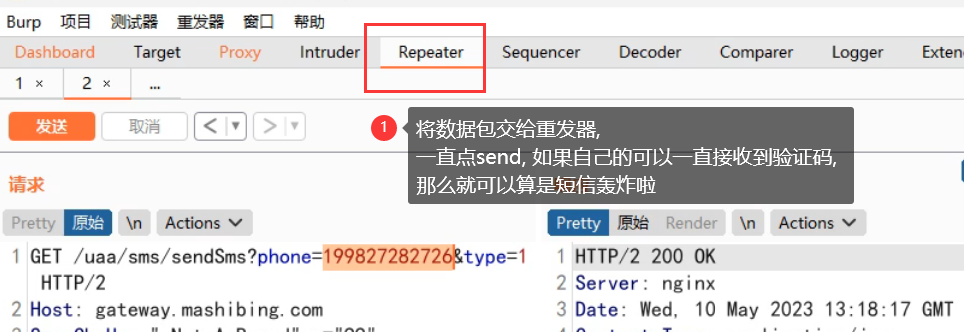 Burp 项目 测试器 重发器 窗口 帮助
Dashboard Target Proxy Intruder Repeater Sequencer Decoder Comparer Logger Exten
1 × 2 × ...
发送 取消 < ▼ > ▼
1 将数据包交给重发器,
一直点send, 如果自己的可以一直接收到验证码,
那么就可以算是短信轰炸啦
请求
Pretty 原始 \n Actions
Pretty 原始 Render \n Actions
1 GET /uaa/sms/sendSms?phone=199827282726&type=1
HTTP/2
2 Host: gateway.mashibing.com
1 HTTP/2 200 OK
2 Server: nginx
3 Date: Wed, 10 May 2023 13:18:17 GMT